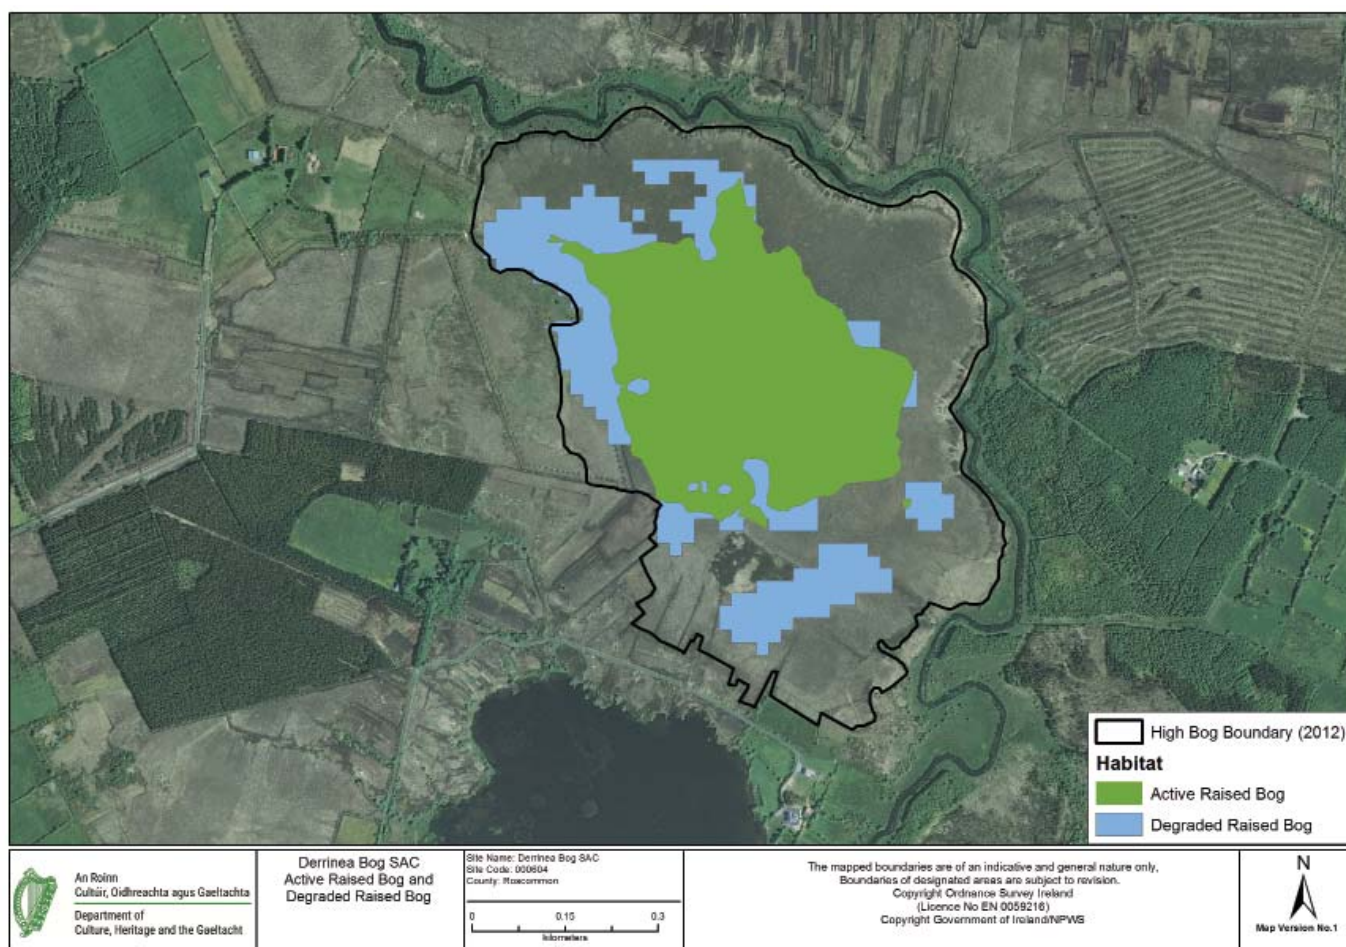 High Bog Boundary (2012)
Habitat
Active Raised Bog
Degraded Raised Bog
An Roinn
Cultúir, Oidhreachta agus Gaeltachta
Department of
Culture, Heritage and the Gaeltacht
Derrinea Bog SAC
Active Raised Bog and
Degraded Raised Bog
Site Name: Derrinea Bog SAC
Site Code: 000604
County: Roscommon
0 0.15 0.3
kilometers
The mapped boundaries are of an indicative and general nature only,
Boundaries of designated areas are subject to revision.
Copyright Ordnance Survey Ireland
(Licence No EN 0059216)
Copyright Government of Ireland/NPWS
N
Map Version No.1